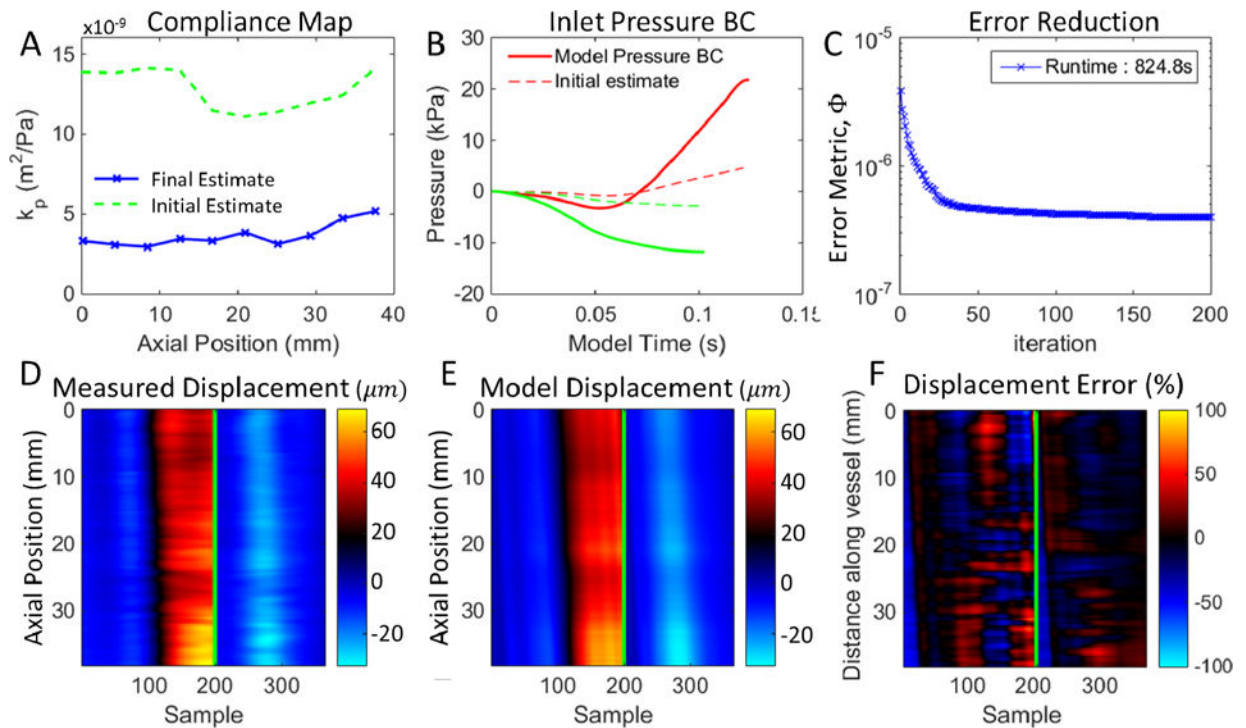 A
x10-9
Compliance Map
15
10
5
0
kp (m2/Pa)
Final Estimate
Initial Estimate
0
10
20
30
40
Axial Position (mm)
B
Inlet Pressure BC
30
20
10
0
-10
-20
Pressure (kPa)
Model Pressure BC
Initial estimate
0
0.05
0.1
0.15
Model Time (s)
C
Error Reduction
10-5
10-6
10-7
Error Metric, Φ
Runtime : 824.8s
0
50
100
150
200
iteration
D
Measured Displacement (μm)
0
10
20
30
Axial Position (mm)
100
200
300
Sample
60
40
20
0
-20
E
Model Displacement (μm)
0
10
20
30
Axial Position (mm)
100
200
300
Sample
60
40
20
0
-20
F
Displacement Error (%)
0
10
20
30
Distance along vessel (mm)
100
200
300
Sample
100
50
0
-50
-100